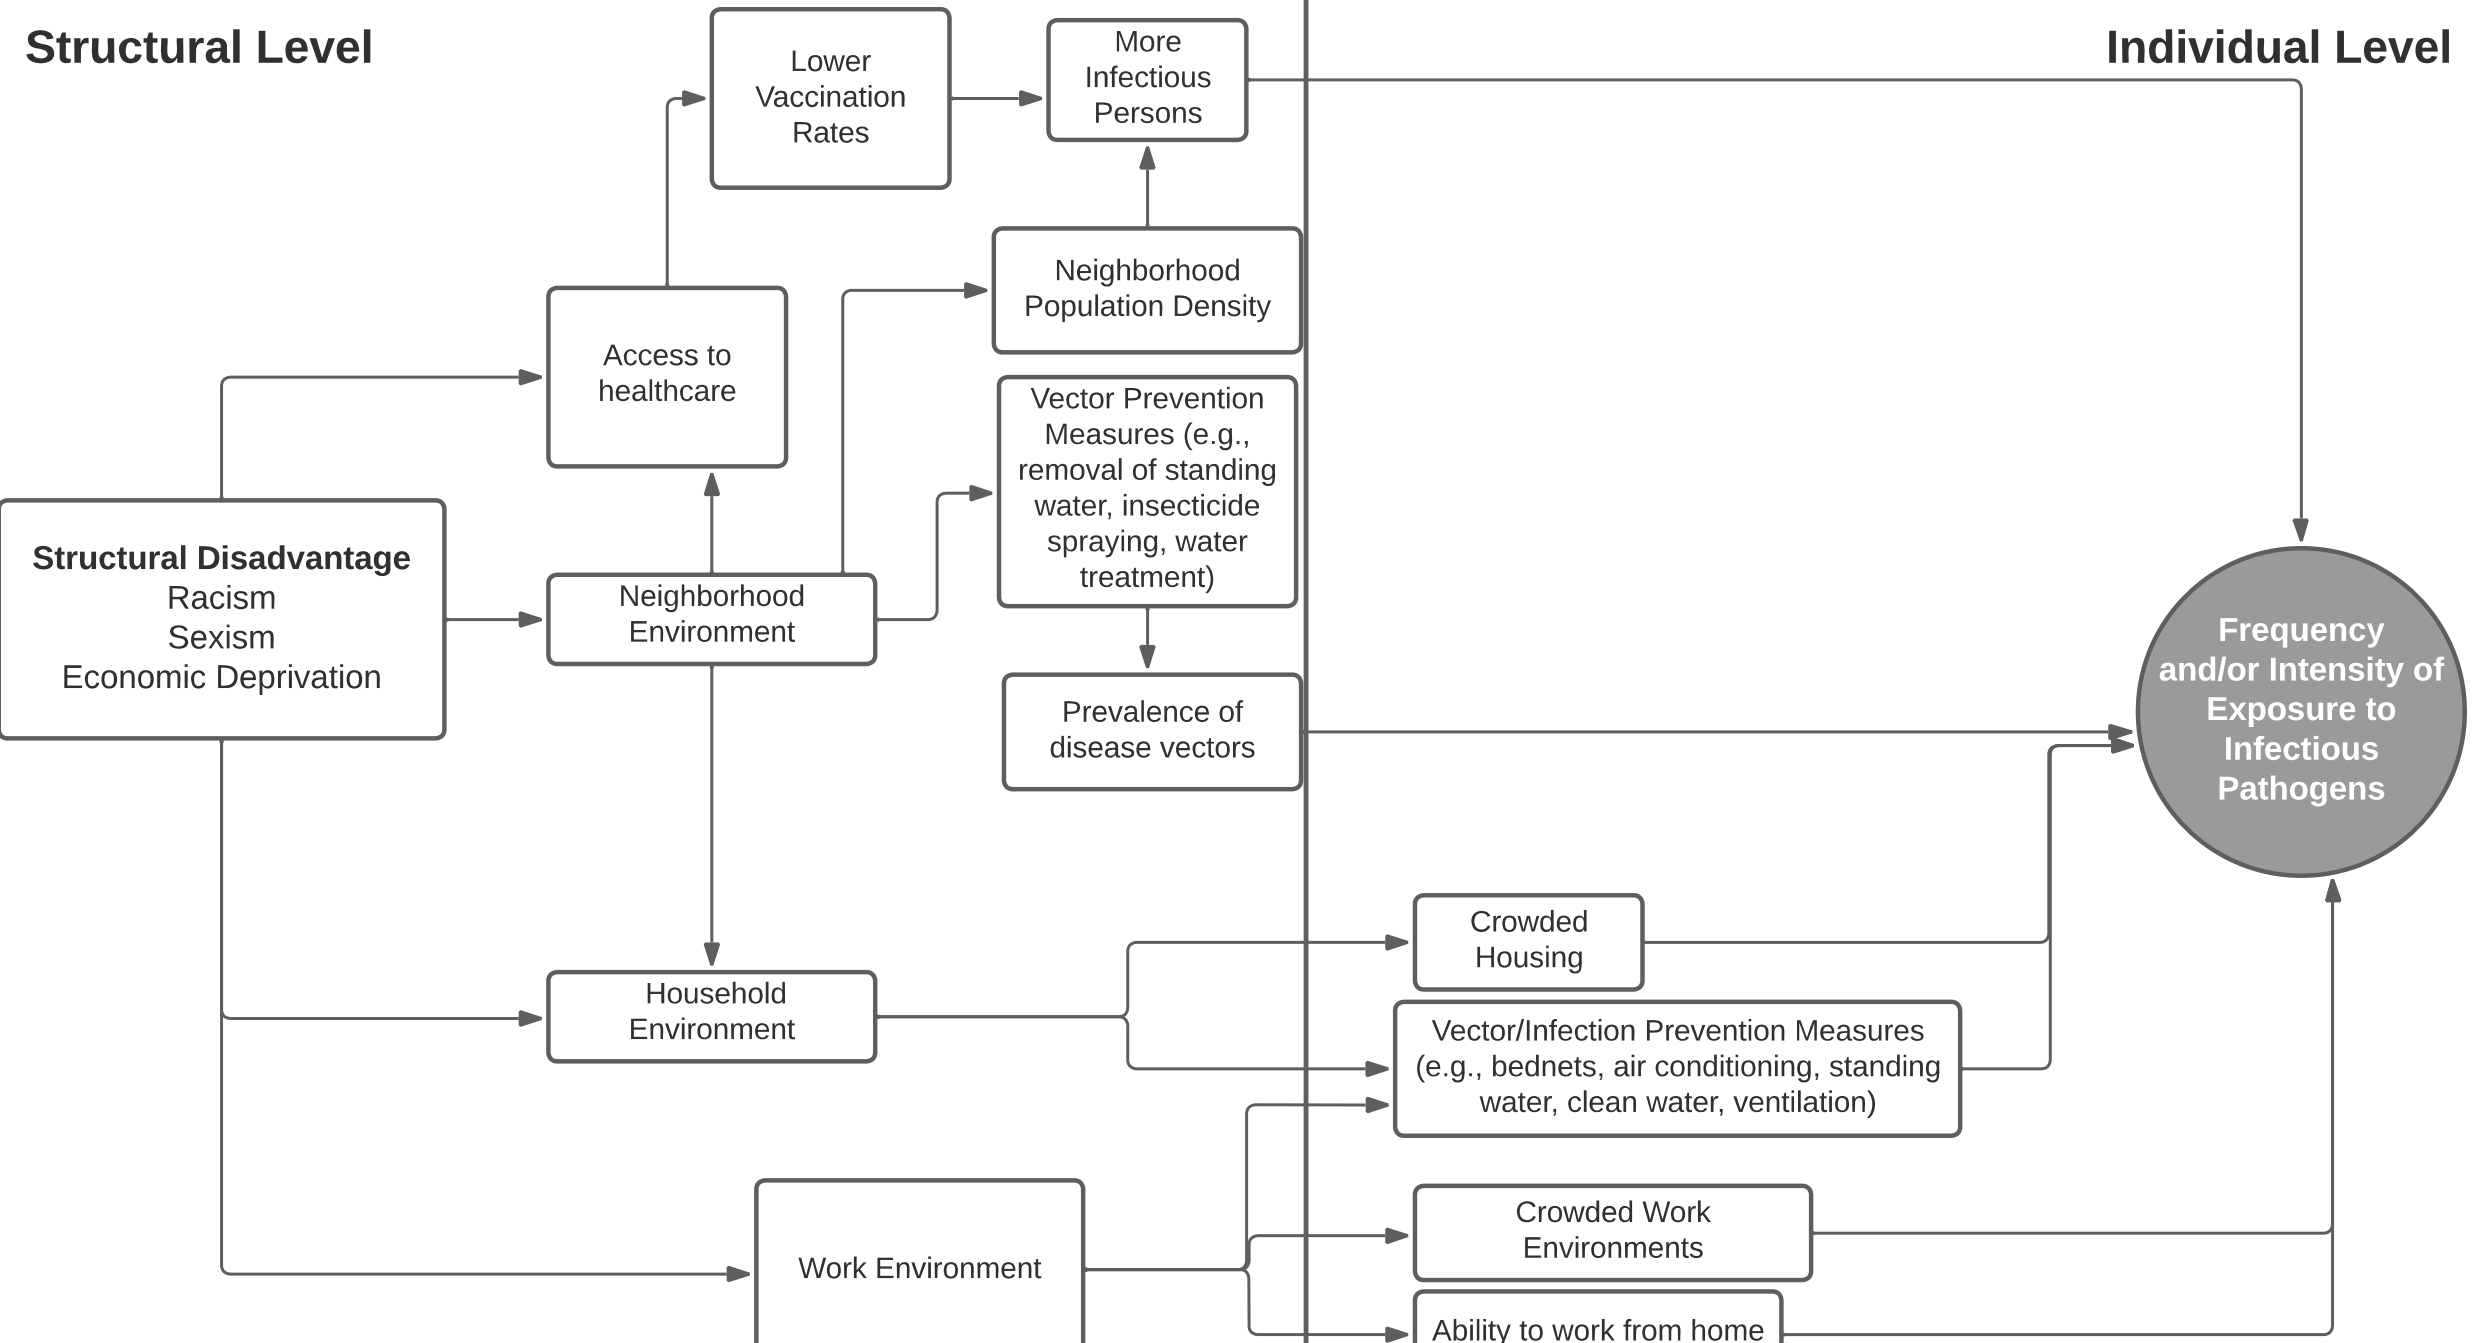 Structural Level
Individual Level
Lower
Vaccination
Rates
More
Infectious
Persons
Neighborhood
Population Density
Access to
healthcare
Vector Prevention
Measures (e.g.,
removal of standing
water, insecticide
spraying, water
treatment)
Structural Disadvantage
Racism
Sexism
Economic Deprivation
Neighborhood
Environment
Prevalence of
disease vectors
Frequency
and/or Intensity of
Exposure to
Infectious
Pathogens
Crowded
Housing
Household
Environment
Vector/Infection Prevention Measures
(e.g., bednets, air conditioning, standing
water, clean water, ventilation)
Work Environment
Crowded Work
Environments
Ability to work from home